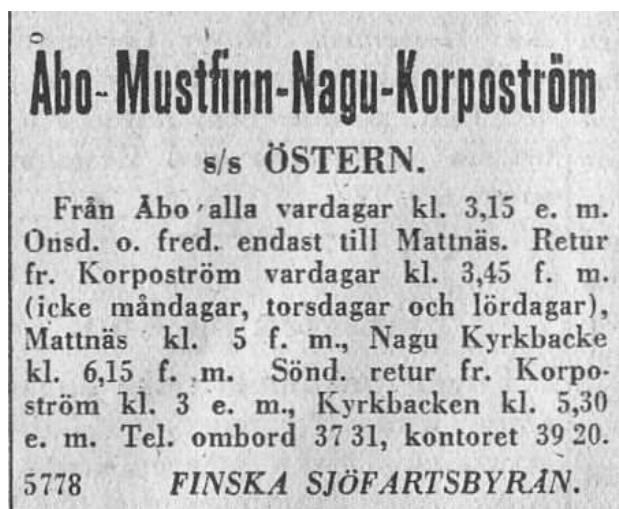 Åbo-Mustfinn-Nagu-Korpoström
s/s ÖSTERN.
Från Åbo alla vardagar kl. 3,15 e. m.
Onsd. o. fred. endast till Mattnäs. Retur
fr. Korpoström vardagar kl. 3,45 f. m.
(icke måndagar, torsdagar och lördagar),
Mattnäs kl. 5 f. m., Nagu Kyrkbacke
kl. 6,15 f. m. Sönd. retur fr. Korpo-
ström kl. 3 e. m., Kyrkbacken kl. 5,30
e. m. Tel. ombord 37 31, kontoret 39 20.
5778 FINSKA SJÖFARTSBYRÅN.